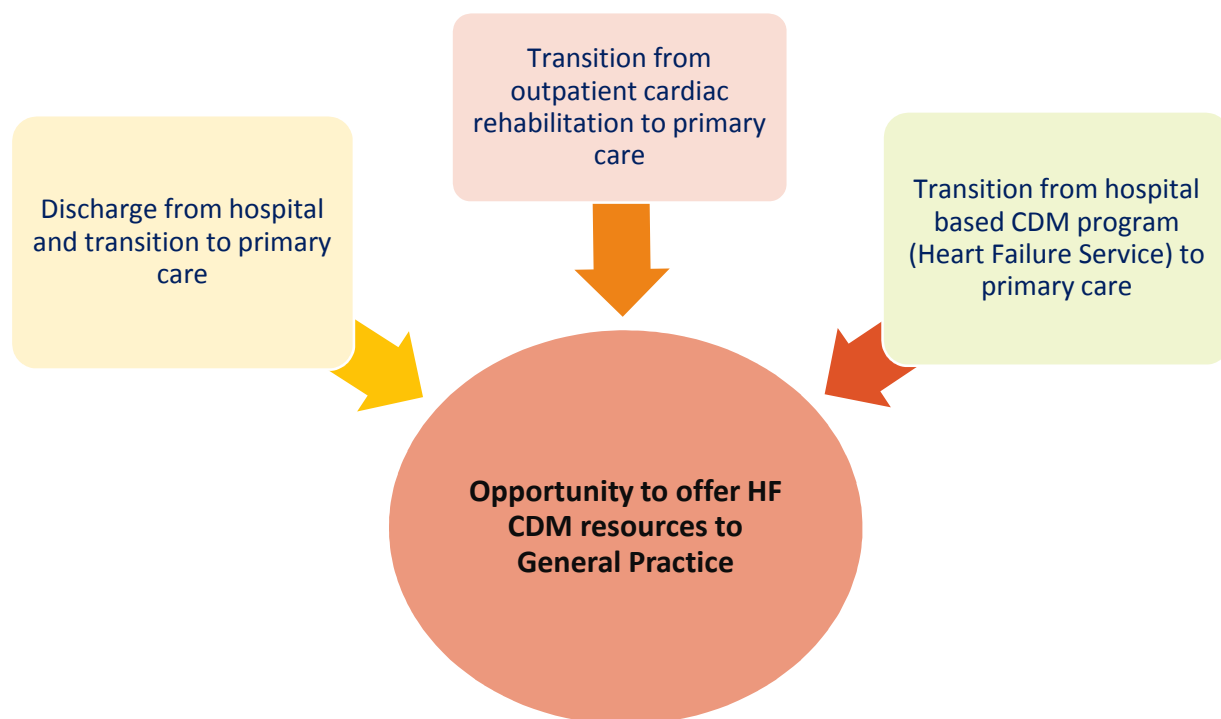 Transition from
outpatient cardiac
rehabilitation to primary
care
Discharge from hospital
and transition to primary
care
Transition from hospital
based CDM program
(Heart Failure Service) to
primary care
Opportunity to offer HF
CDM resources to
General Practice